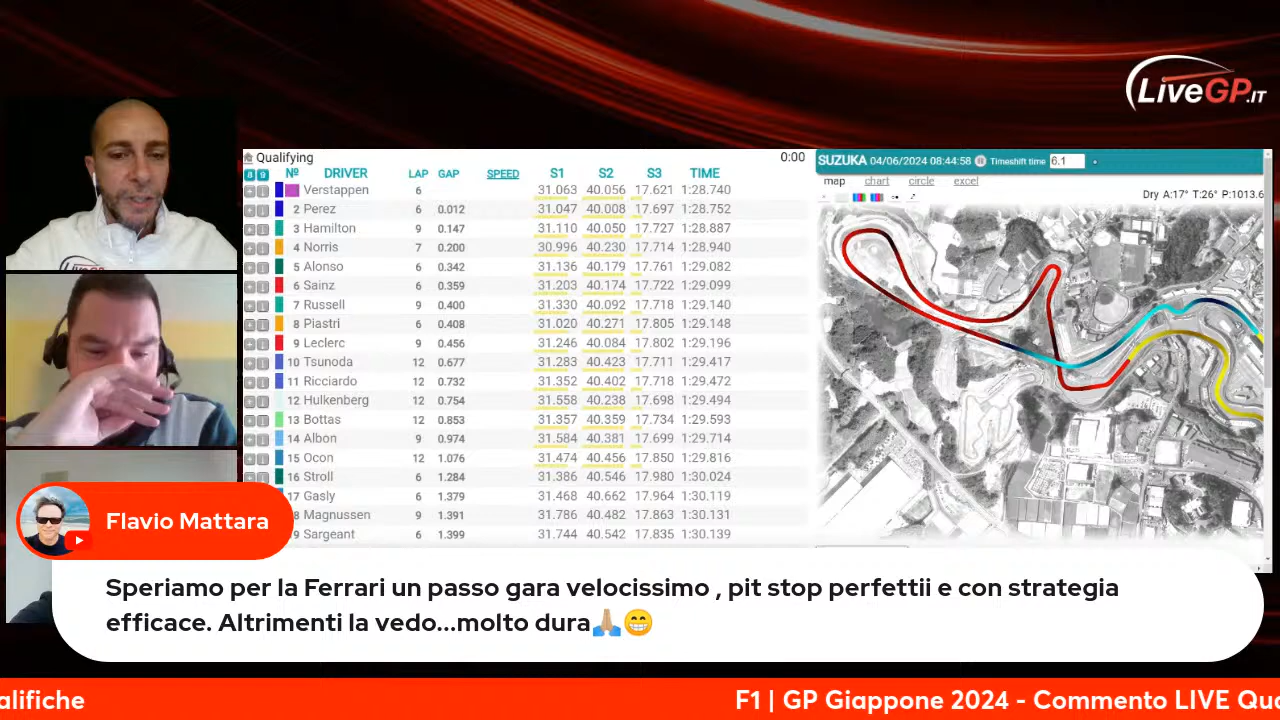 LiveGP.IT
Qualifying 0:00
Nº DRIVER LAP GAP SPEED S1 S2 S3 TIME
Verstappen 6 31.063 40.056 17.621 1:28.740
2 Perez 6 0.012 31.047 40.008 17.697 1:28.752
3 Hamilton 9 0.147 31.110 40.050 17.727 1:28.887
4 Norris 7 0.200 30.996 40.230 17.714 1:28.940
5 Alonso 6 0.342 31.136 40.179 17.761 1:29.082
6 Sainz 6 0.359 31.203 40.174 17.722 1:29.099
7 Russell 9 0.400 31.330 40.092 17.718 1:29.140
8 Piastri 6 0.408 31.020 40.271 17.805 1:29.148
9 Leclerc 9 0.456 31.246 40.084 17.802 1:29.196
10 Tsunoda 12 0.677 31.283 40.423 17.711 1:29.417
11 Ricciardo 12 0.732 31.352 40.402 17.718 1:29.472
12 Hulkenberg 12 0.754 31.558 40.238 17.698 1:29.494
13 Bottas 12 0.853 31.357 40.359 17.734 1:29.593
14 Albon 9 0.974 31.584 40.381 17.699 1:29.714
15 Ocon 12 1.076 31.474 40.456 17.850 1:29.816
16 Stroll 6 1.284 31.386 40.546 17.980 1:30.024
17 Gasly 6 1.379 31.468 40.662 17.964 1:30.119
8 Magnussen 9 1.391 31.786 40.482 17.863 1:30.131
9 Sargeant 6 1.399 31.744 40.542 17.835 1:30.139
SUZUKA 04/06/2024 08:44:58 Timeshift time 6.1
map chart circle excel
Dry A:17° T:26° P:1013.6
Flavio Mattara
Speriamo per la Ferrari un passo gara velocissimo , pit stop perfettii e con strategia
efficace. Altrimenti la vedo...molto dura🙏🏼😁
alifiche F1 | GP Giappone 2024 - Commento LIVE Qua